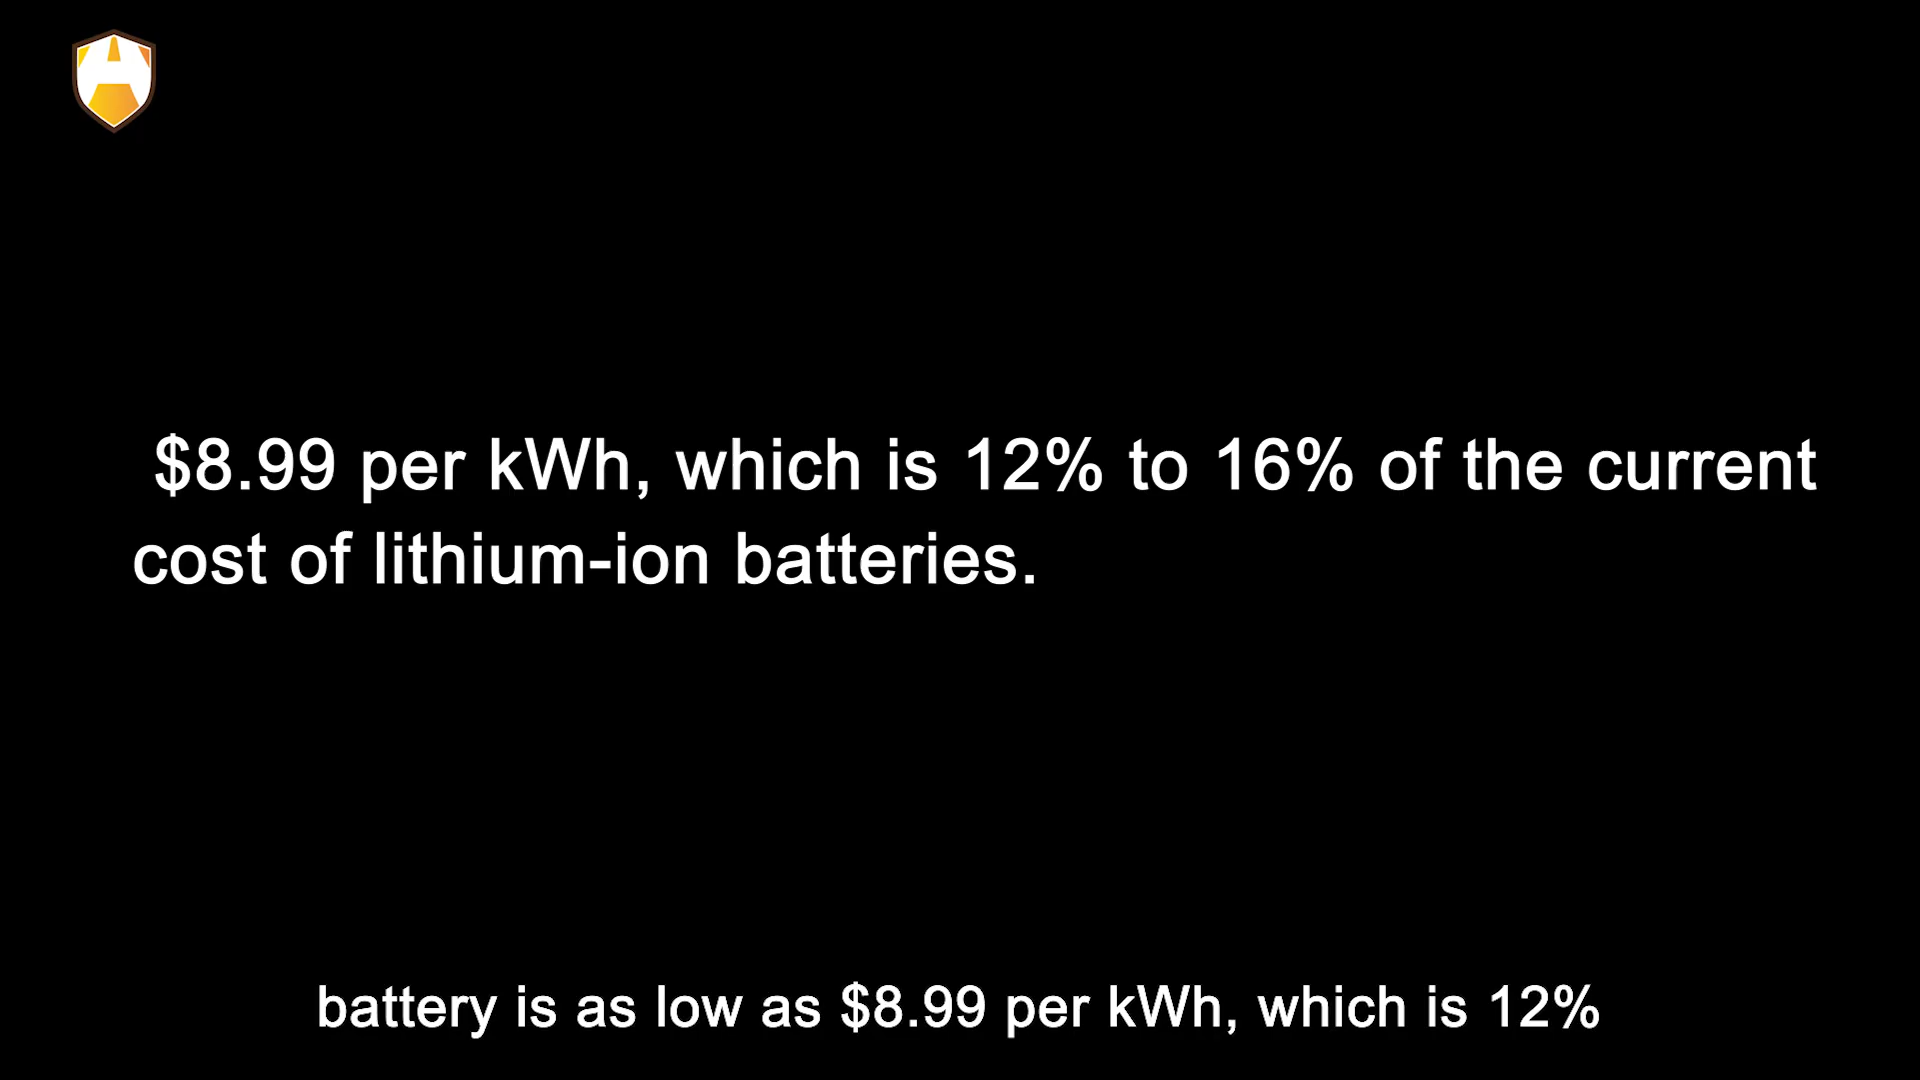 $8.99 per kWh, which is 12% to 16% of the current
cost of lithium-ion batteries.
battery is as low as $8.99 per kWh, which is 12%